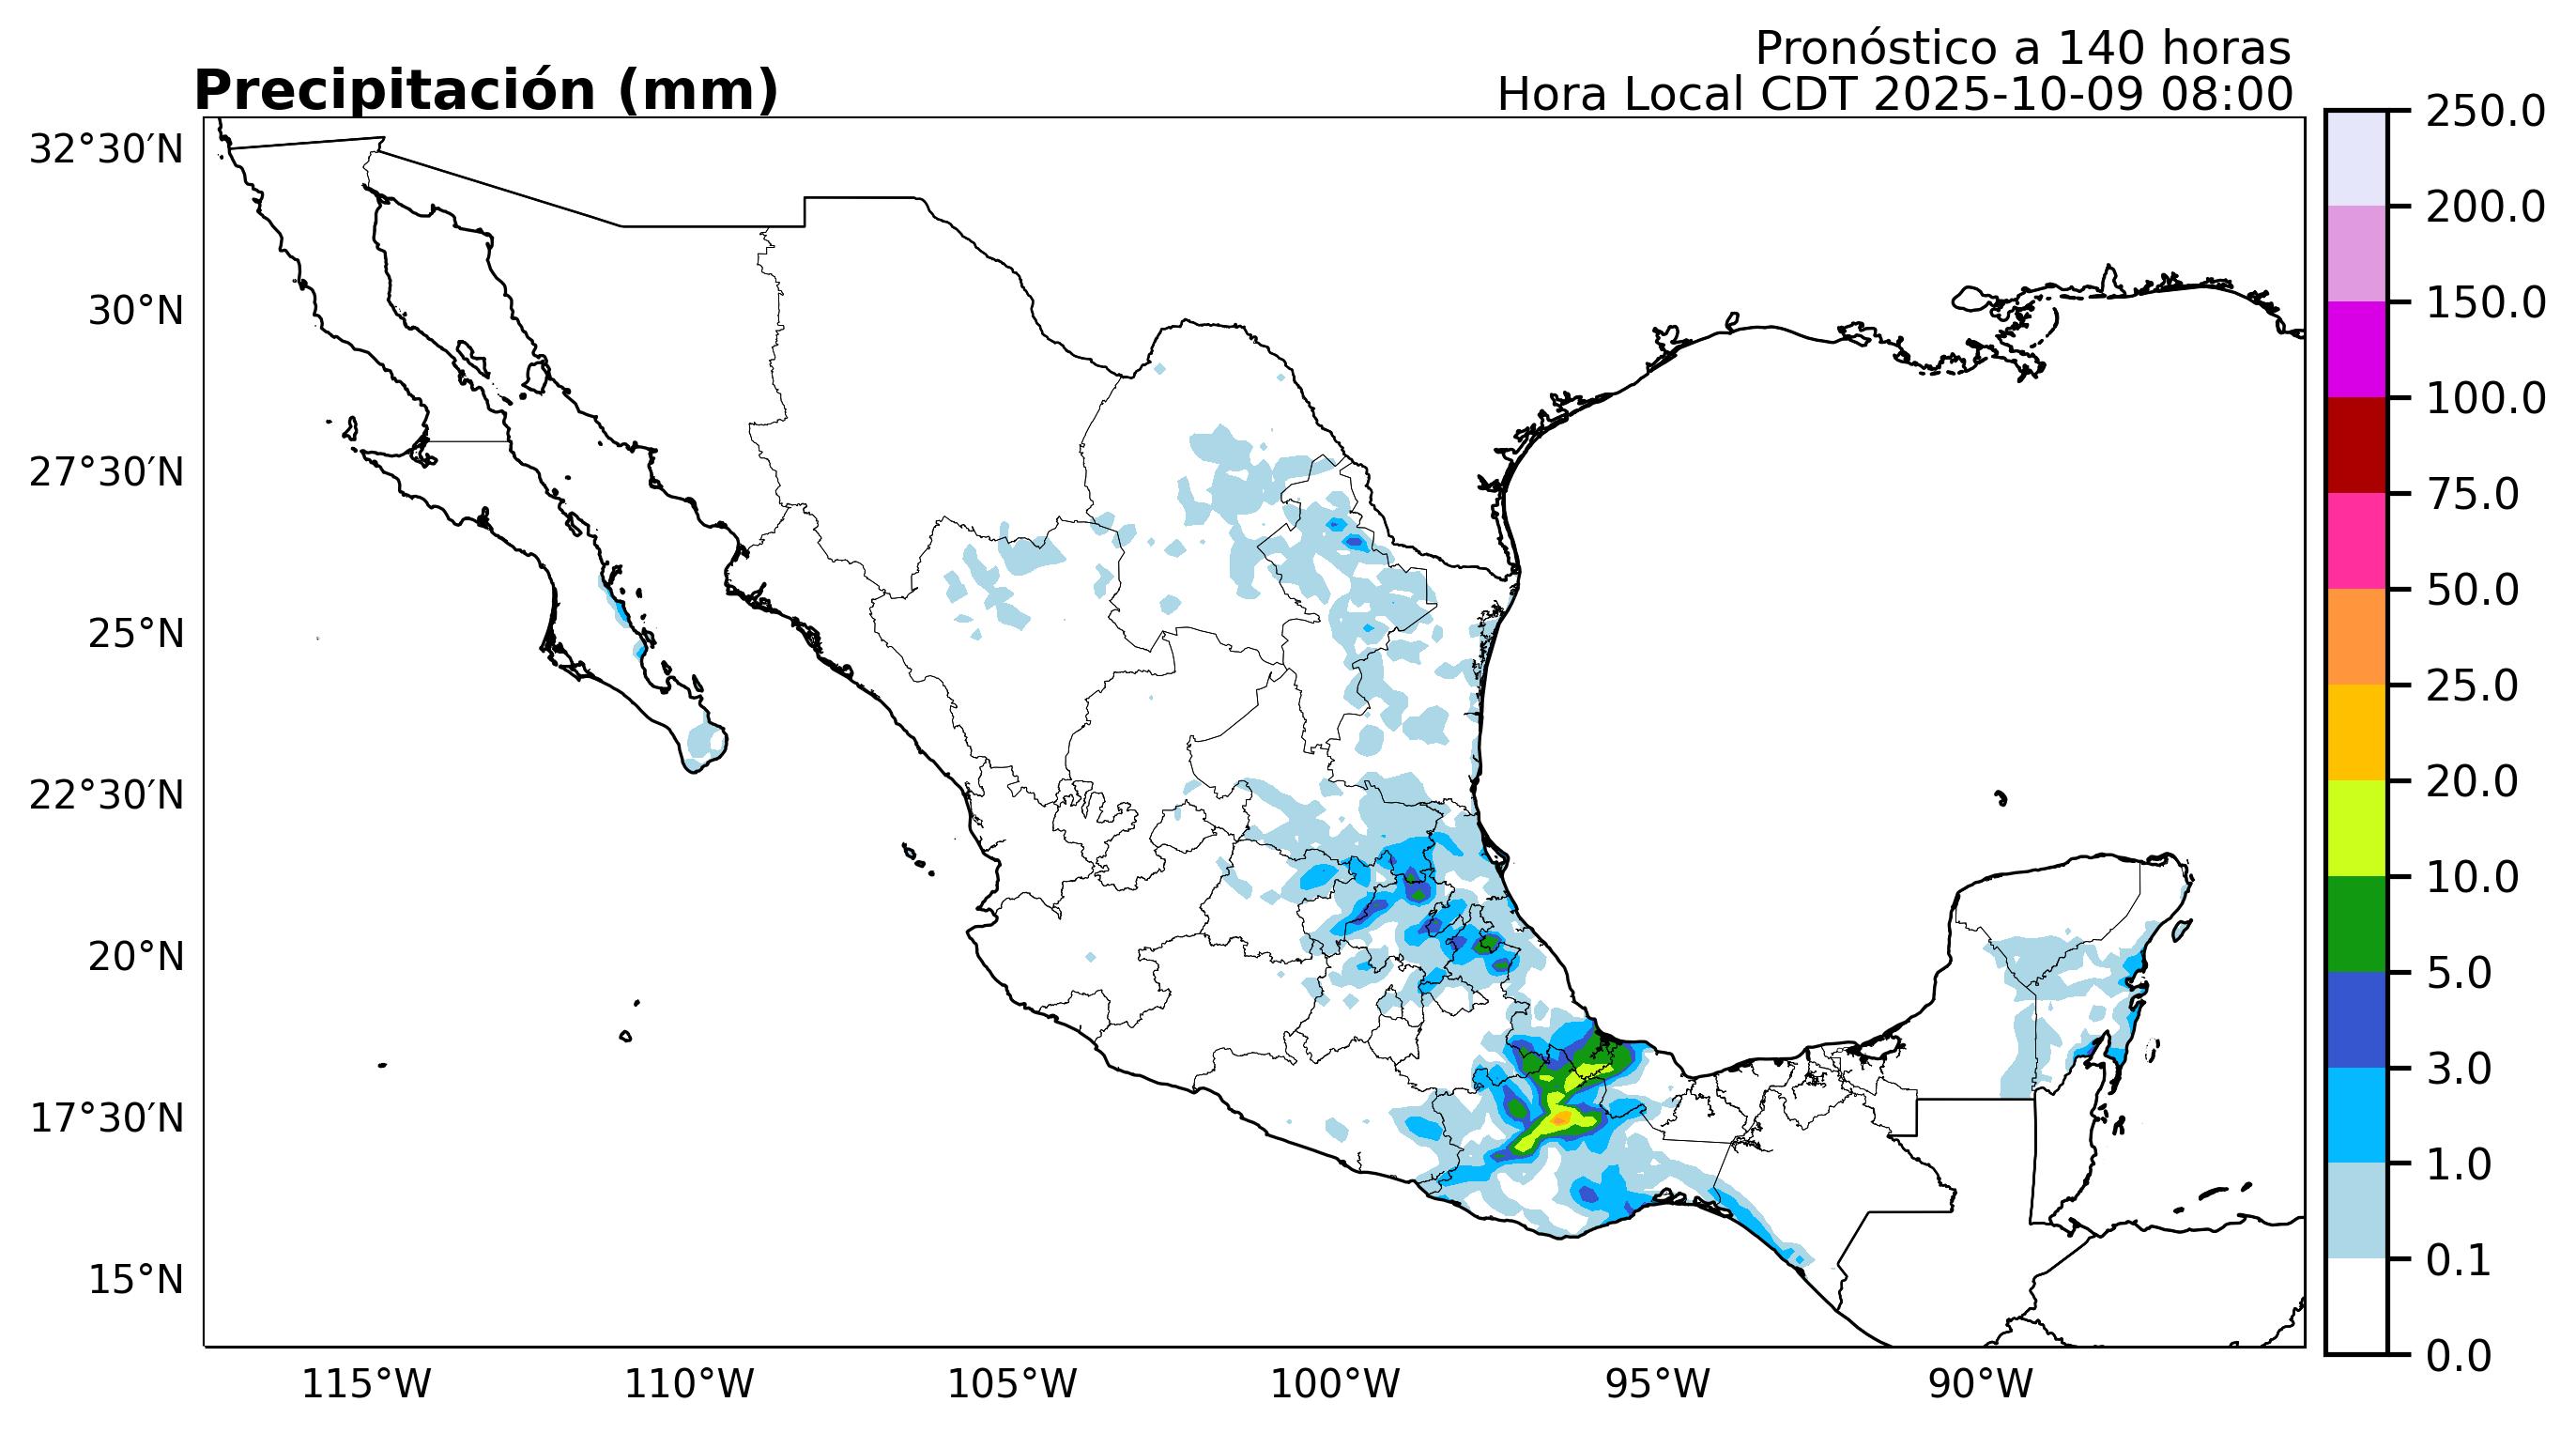 Pronóstico a 140 horas
Precipitación (mm)
Hora Local CDT 2025-10-09 08:00
32°30′N
30°N
27°30′N
25°N
22°30′N
20°N
17°30′N
15°N
115°W
110°W
105°W
100°W
95°W
90°W
250.0
200.0
150.0
100.0
75.0
50.0
25.0
20.0
10.0
5.0
3.0
1.0
0.1
0.0